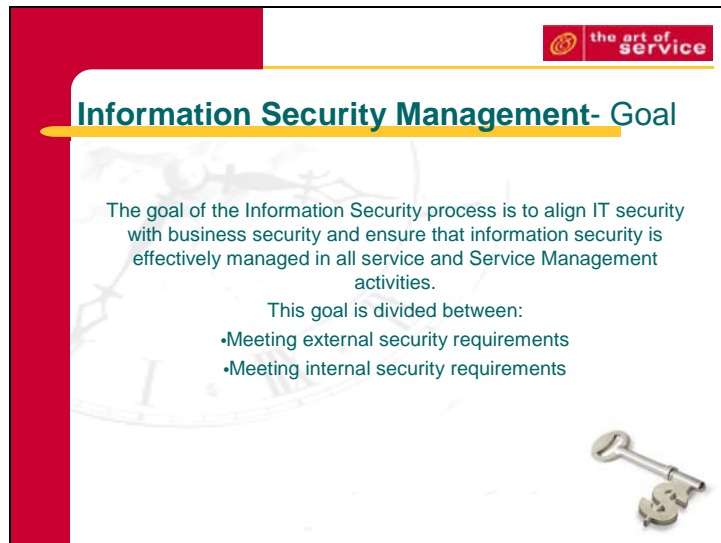 the art of
service
Information Security Management- Goal
The goal of the Information Security process is to align IT security
with business security and ensure that information security is
effectively managed in all service and Service Management
activities.
This goal is divided between:
•Meeting external security requirements
•Meeting internal security requirements